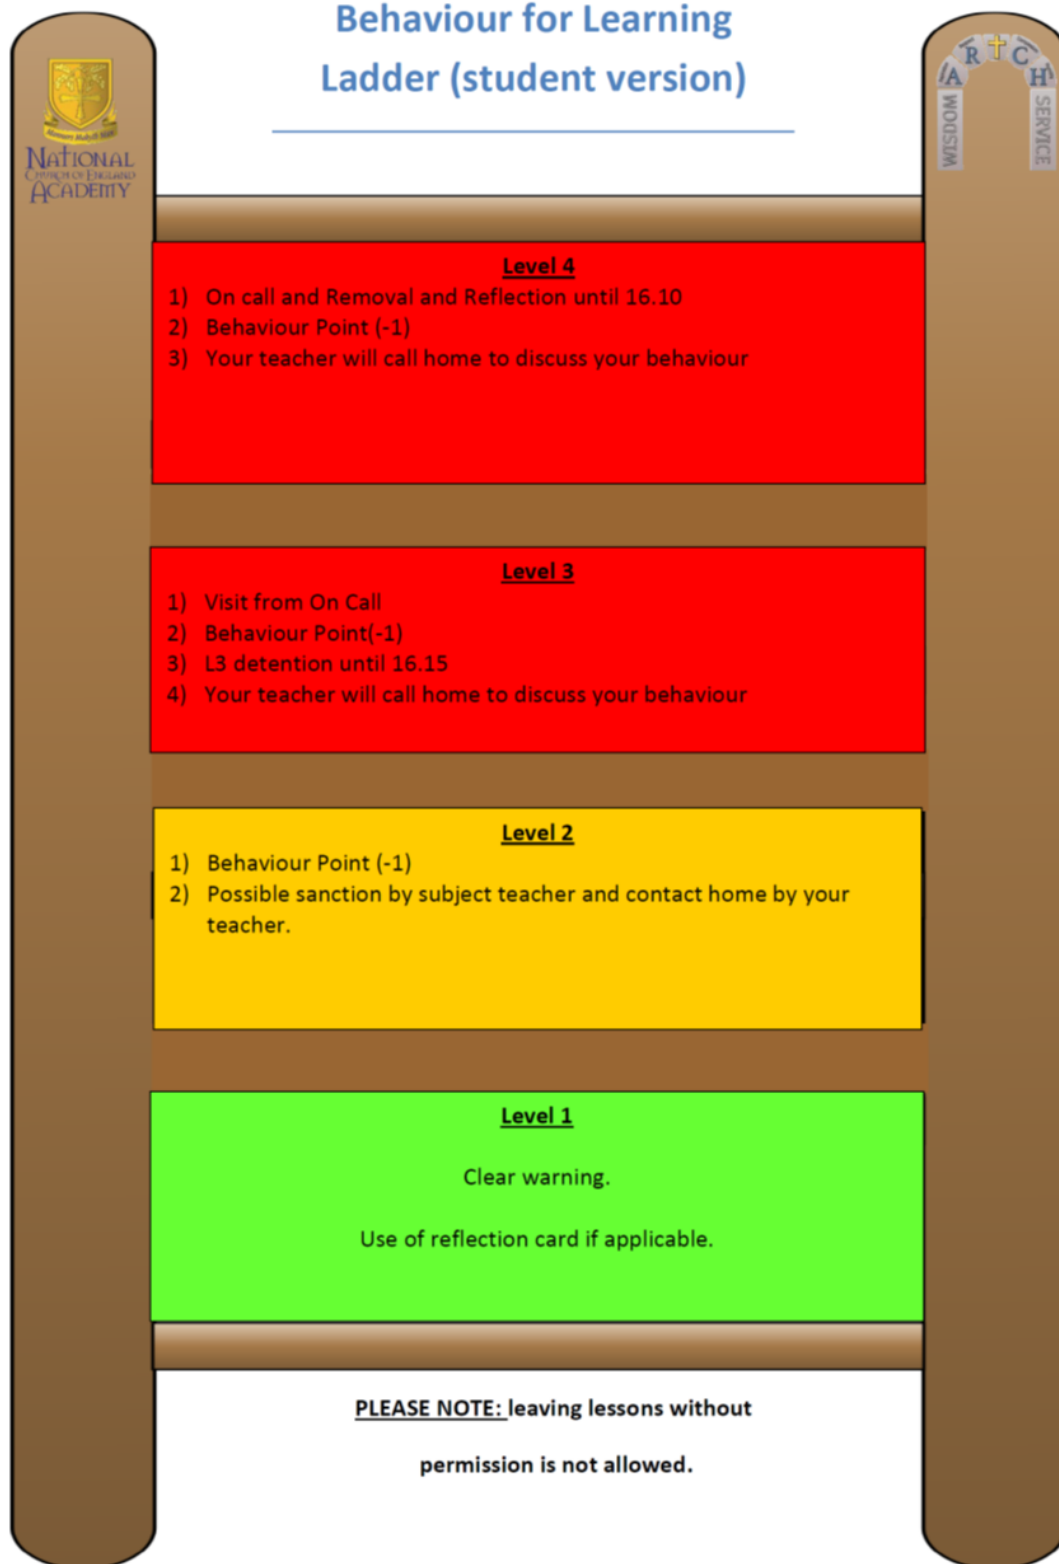 Behaviour for Learning
Ladder (student version)
NATIONAL
CHURCH OF ENGLAND
ACADEMY
ARCH
WISDOM
SERVICE
Level 4
1) On call and Removal and Reflection until 16.10
2) Behaviour Point (-1)
3) Your teacher will call home to discuss your behaviour
Level 3
1) Visit from On Call
2) Behaviour Point(-1)
3) L3 detention until 16.15
4) Your teacher will call home to discuss your behaviour
Level 2
1) Behaviour Point (-1)
2) Possible sanction by subject teacher and contact home by your
teacher.
Level 1
Clear warning.
Use of reflection card if applicable.
PLEASE NOTE: leaving lessons without
permission is not allowed.